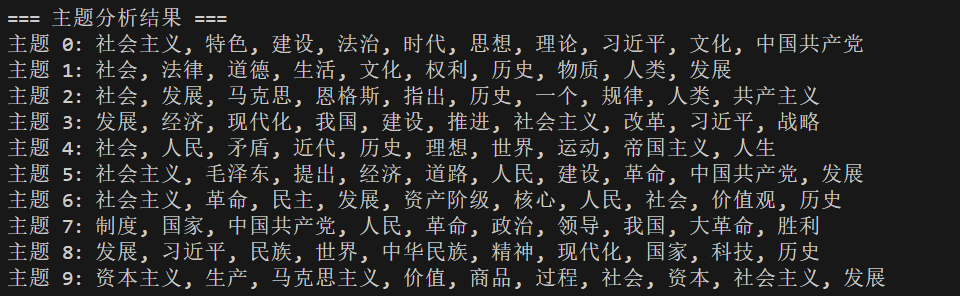 === 主题分析结果 ===
主题 0: 社会主义, 特色, 建设, 法治, 时代, 思想, 理论, 习近平, 文化, 中国共产党
主题 1: 社会, 法律, 道德, 生活, 文化, 权利, 历史, 物质, 人类, 发展
主题 2: 社会, 发展, 马克思, 恩格斯, 指出, 历史, 一个, 规律, 人类, 共产主义
主题 3: 发展, 经济, 现代化, 我国, 建设, 推进, 社会主义, 改革, 习近平, 战略
主题 4: 社会, 人民, 矛盾, 近代, 历史, 理想, 世界, 运动, 帝国主义, 人生
主题 5: 社会主义, 毛泽东, 提出, 经济, 道路, 人民, 建设, 革命, 中国共产党, 发展
主题 6: 社会主义, 革命, 民主, 发展, 资产阶级, 核心, 人民, 社会, 价值观, 历史
主题 7: 制度, 国家, 中国共产党, 人民, 革命, 政治, 领导, 我国, 大革命, 胜利
主题 8: 发展, 习近平, 民族, 世界, 中华民族, 精神, 现代化, 国家, 科技, 历史
主题 9: 资本主义, 生产, 马克思主义, 价值, 商品, 过程, 社会, 资本, 社会主义, 发展